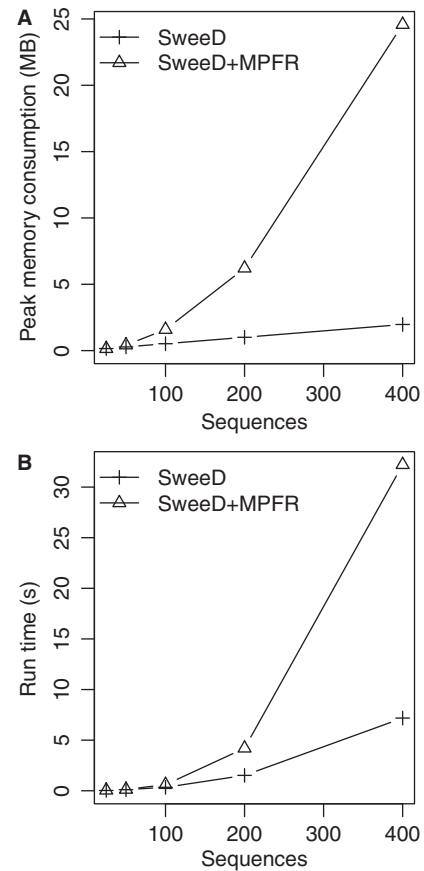 A
SweeD
SweeD+MPFR
Peak memory consumption (MB)
25
20
15
10
5
0
100 200 300 400
Sequences
B
SweeD
SweeD+MPFR
Run time (s)
30
25
20
15
10
5
0
100 200 300 400
Sequences